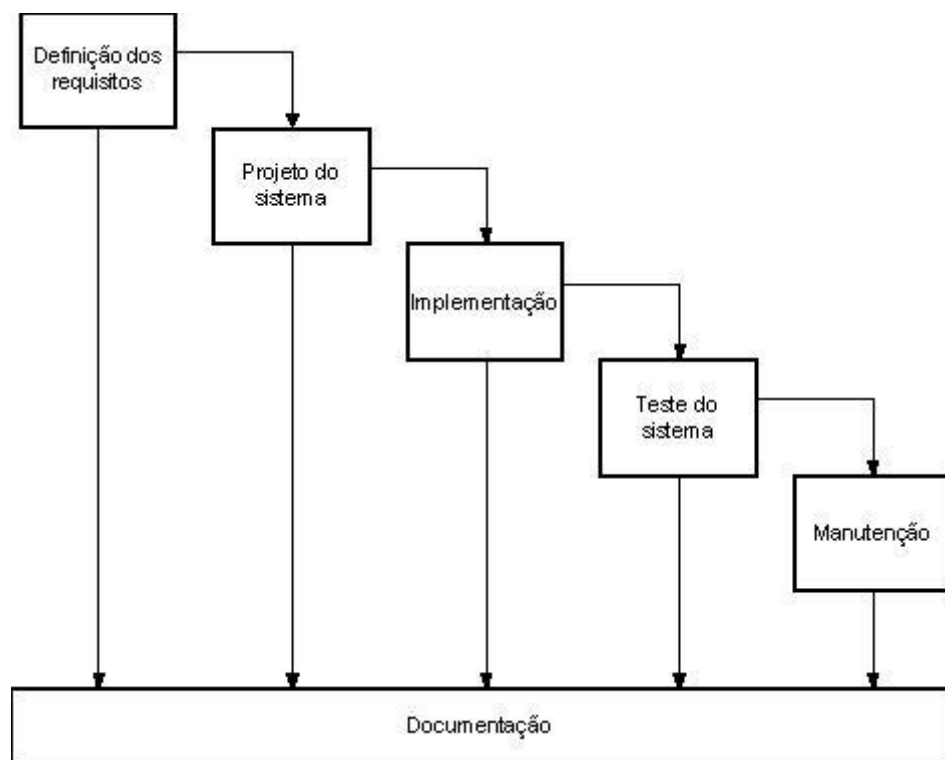 Definição dos
requisitos
Projeto do
sistema
Implementação
Teste do
sistema
Manutenção
Documentação